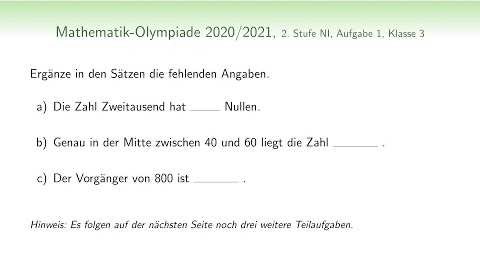 Mathematik-Olympiade 2020/2021, 2. Stufe NI, Aufgabe 1, Klasse 3
Ergänze in den Sätzen die fehlenden Angaben.
a) Die Zahl Zweitausend hat _____ Nullen.
b) Genau in der Mitte zwischen 40 und 60 liegt die Zahl ________ .
c) Der Vorgänger von 800 ist ________ .
Hinweis: Es folgen auf der nächsten Seite noch drei weitere Teilaufgaben.